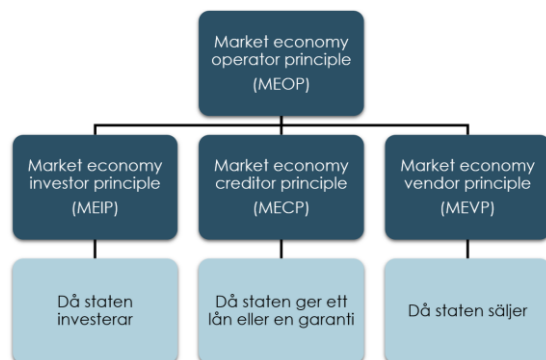 Market economy
operator principle
(MEOP)
Market economy
investor principle
(MEIP)
Market economy
creditor principle
(MECP)
Market economy
vendor principle
(MEVP)
Då staten
investerar
Då staten ger ett
lån eller en garanti
Då staten säljer